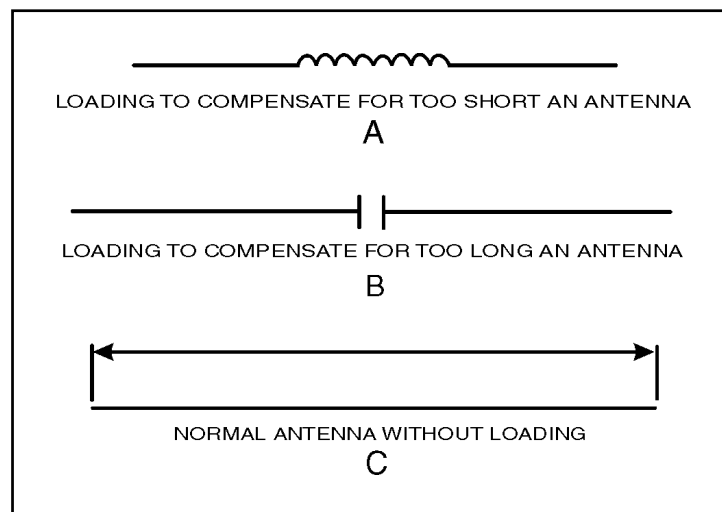 LOADING TO COMPENSATE FOR TOO SHORT AN ANTENNA
A
LOADING TO COMPENSATE FOR TOO LONG AN ANTENNA
B
NORMAL ANTENNA WITHOUT LOADING
C